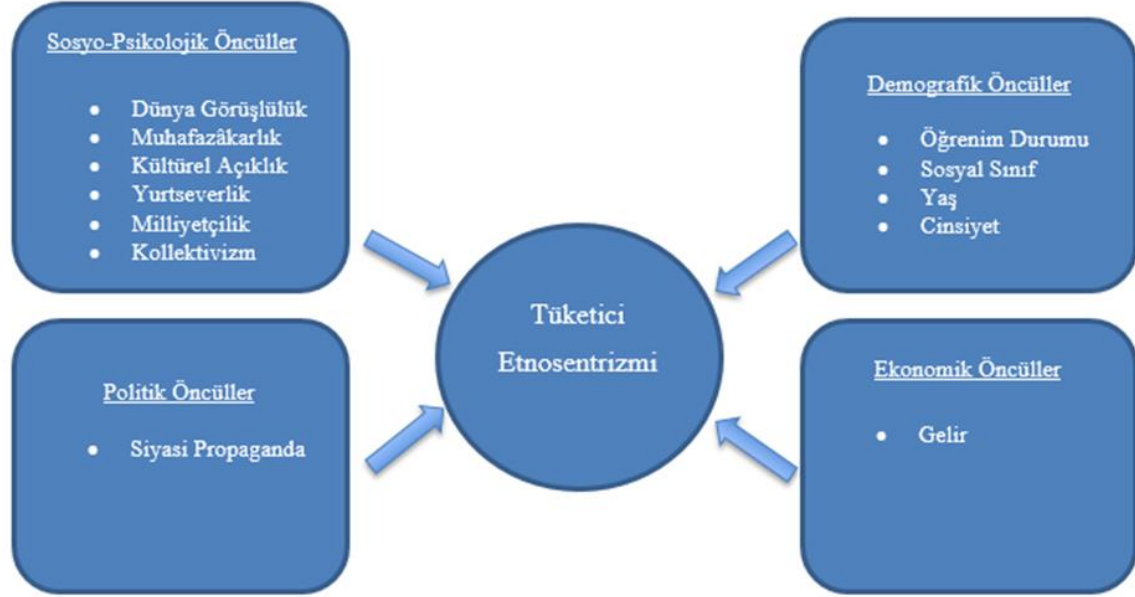 Sosyo-Psikolojik Öncüller
• Dünya Görüşlülük
• Muhafazâkarlık
• Kültürel Açıklık
• Yurtseverlik
• Milliyetçilik
• Kollektivizm
Demografik Öncüller
• Öğrenim Durumu
• Sosyal Sınıf
• Yaş
• Cinsiyet
Tüketici
Etnosentrizmi
Politik Öncüller
• Siyasi Propaganda
Ekonomik Öncüller
• Gelir